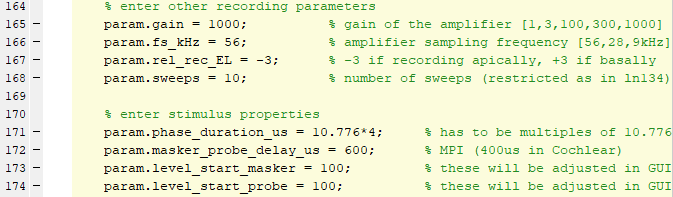 164 % enter other recording parameters
165 – param.gain = 1000; % gain of the amplifier [1,3,100,300,1000]
166 – param.fs_kHz = 56; % amplifier sampling frequency [56,28,9kHz]
167 – param.rel_rec_EL = -3; % -3 if recording apically, +3 if basally
168 – param.sweeps = 10; % number of sweeps (restricted as in ln134)
169
170 % enter stimulus properties
171 – param.phase_duration_us = 10.776*4; % has to be multiples of 10.776
172 – param.masker_probe_delay_us = 600; % MPI (400us in Cochlear)
173 – param.level_start_masker = 100; % these will be adjusted in GUI
174 – param.level_start_probe = 100; % these will be adjusted in GUI